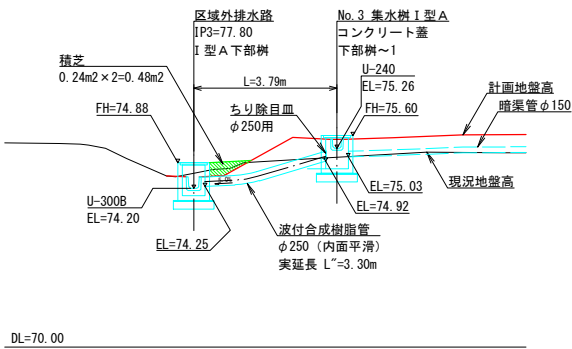 区域外排水路
IP3=77.80
Ⅰ型A下部桝
No.3 集水桝Ⅰ型A
コンクリート蓋
下部桝～1
積芝
0.24m2×2=0.48m2
L=3.79m
U-240
EL=75.26
計画地盤高
暗渠管φ150
FH=74.88
ちり除目皿
φ250用
FH=75.60
EL=75.03
現況地盤高
U-300B
EL=74.20
EL=74.92
EL=74.25
波付合成樹脂管
φ250（内面平滑）
実延長 L"=3.30m
DL=70.00